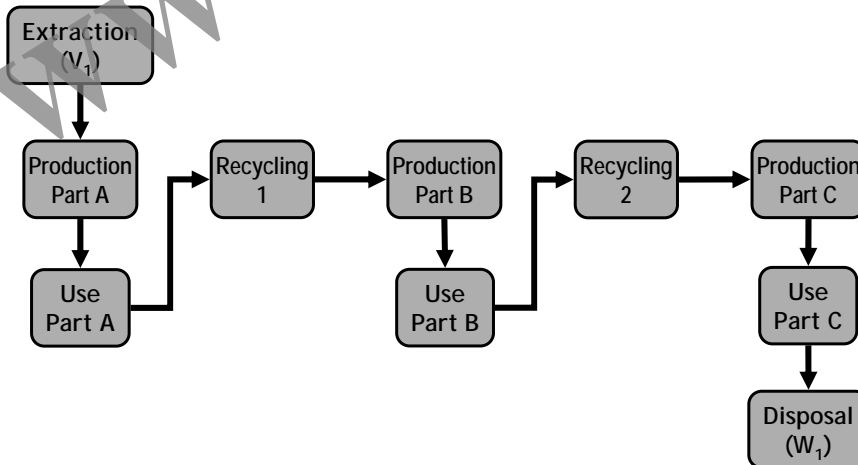 Extraction
(V₁)
Production
Part A
Recycling
1
Production
Part B
Recycling
2
Production
Part C
Use
Part A
Use
Part B
Use
Part C
Disposal
(W₁)